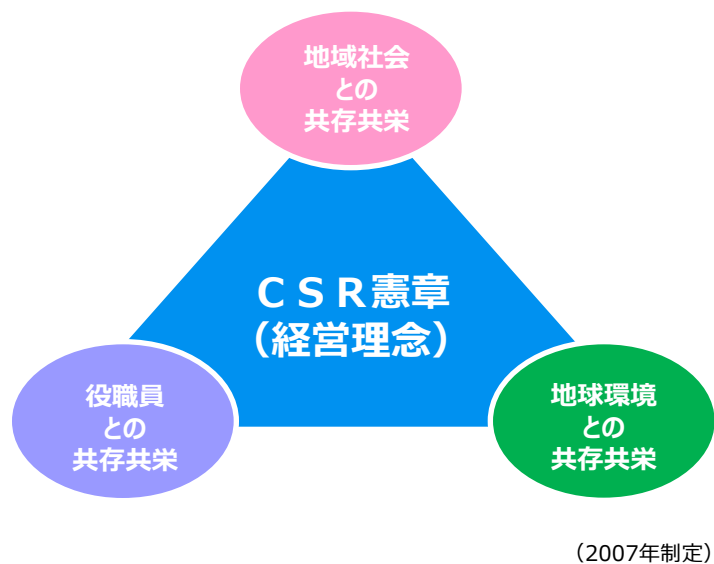 地域社会
との
共存共栄
ＣＳＲ憲章
（経営理念）
役職員
との
共存共栄
地球環境
との
共存共栄
（2007年制定）